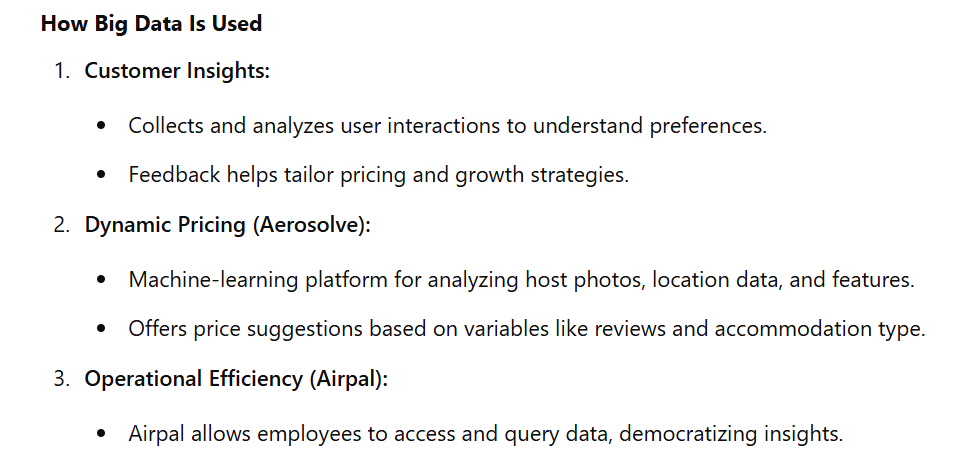 How Big Data Is Used
1. Customer Insights:
• Collects and analyzes user interactions to understand preferences.
• Feedback helps tailor pricing and growth strategies.
2. Dynamic Pricing (Aerosolve):
• Machine-learning platform for analyzing host photos, location data, and features.
• Offers price suggestions based on variables like reviews and accommodation type.
3. Operational Efficiency (Airpal):
• Airpal allows employees to access and query data, democratizing insights.